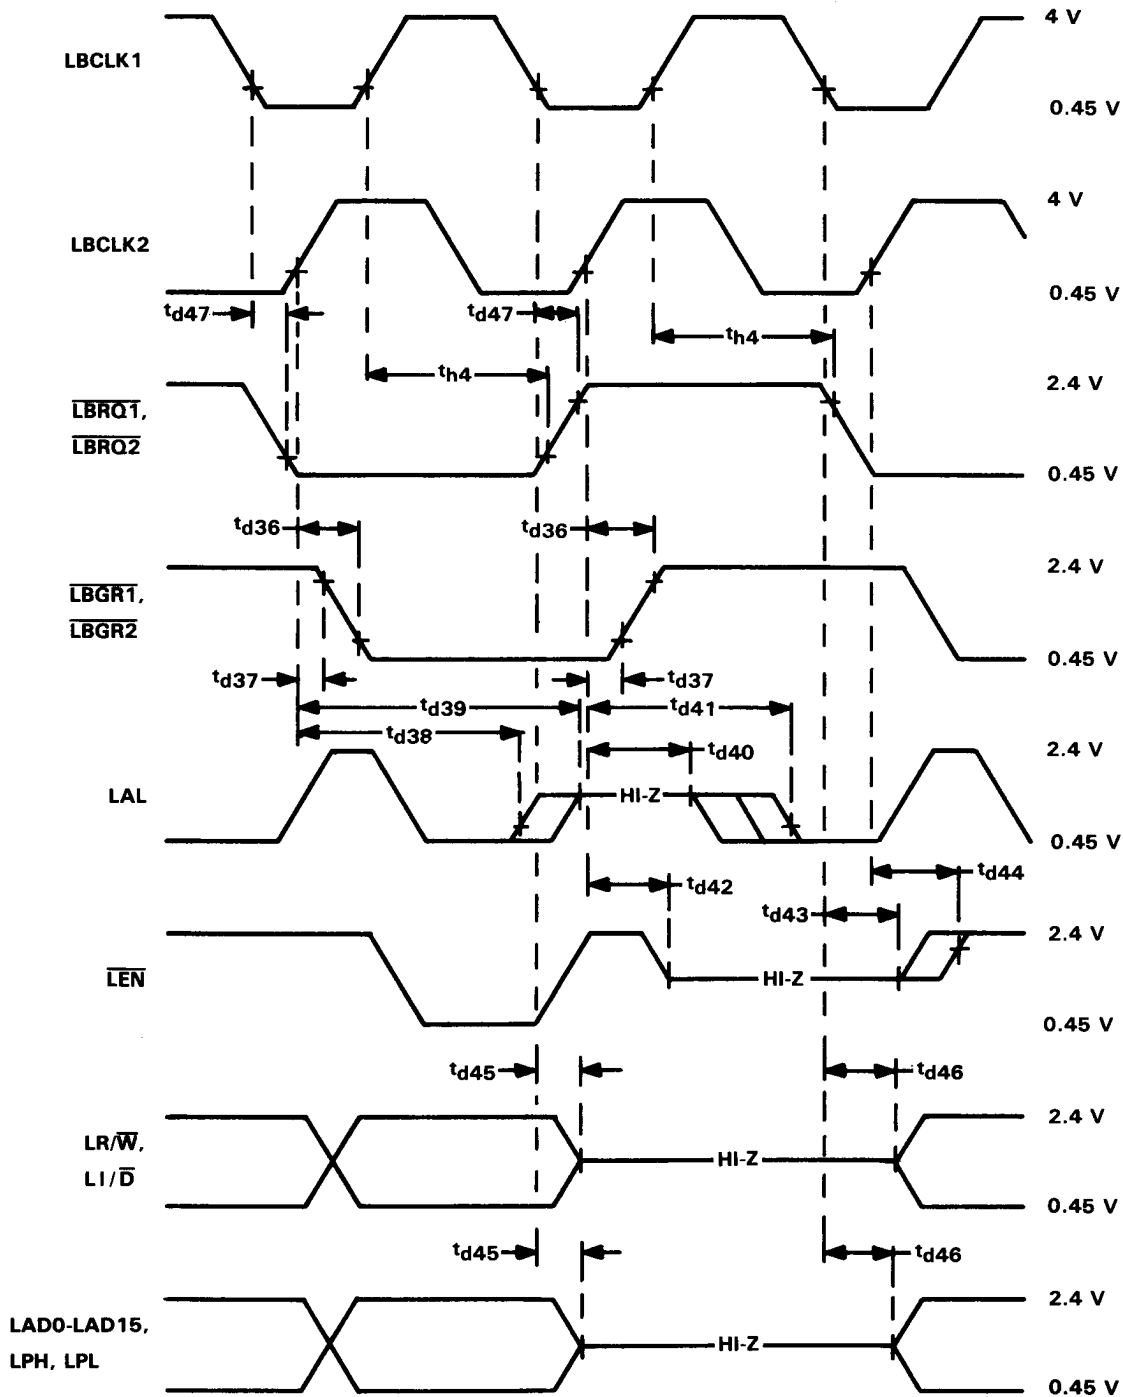 4 V
LBCLK1
0.45 V
4 V
LBCLK2
0.45 V
td47
td47
th4
th4
2.4 V
LBRQ1,
LBRQ2
0.45 V
td36
td36
2.4 V
LBGR1,
LBGR2
0.45 V
td37
td37
td39
td41
td38
td40
2.4 V
LAL
HI-Z
0.45 V
td42
td44
td43
2.4 V
LEN
HI-Z
0.45 V
td45
td46
2.4 V
LR/W,
LI/D
HI-Z
0.45 V
td45
td46
2.4 V
LAD0-LAD15,
LPH, LPL
HI-Z
0.45 V